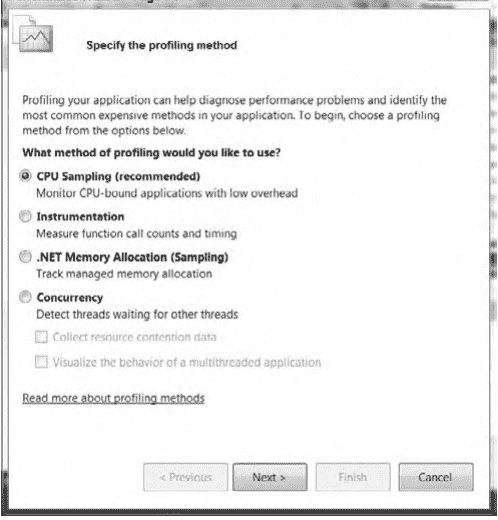 Specify the profiling method
Profiling your application can help diagnose performance problems and identify the
most common expensive methods in your application. To begin, choose a profiling
method from the options below.
What method of profiling would you like to use?
CPU Sampling (recommended)
Monitor CPU-bound applications with low overhead
Instrumentation
Measure function call counts and timing
.NET Memory Allocation (Sampling)
Track managed memory allocation
Concurrency
Detect threads waiting for other threads
Collect resource contention data
Visualize the behavior of a multithreaded application
Read more about profiling methods
< Previous Next > Finish Cancel